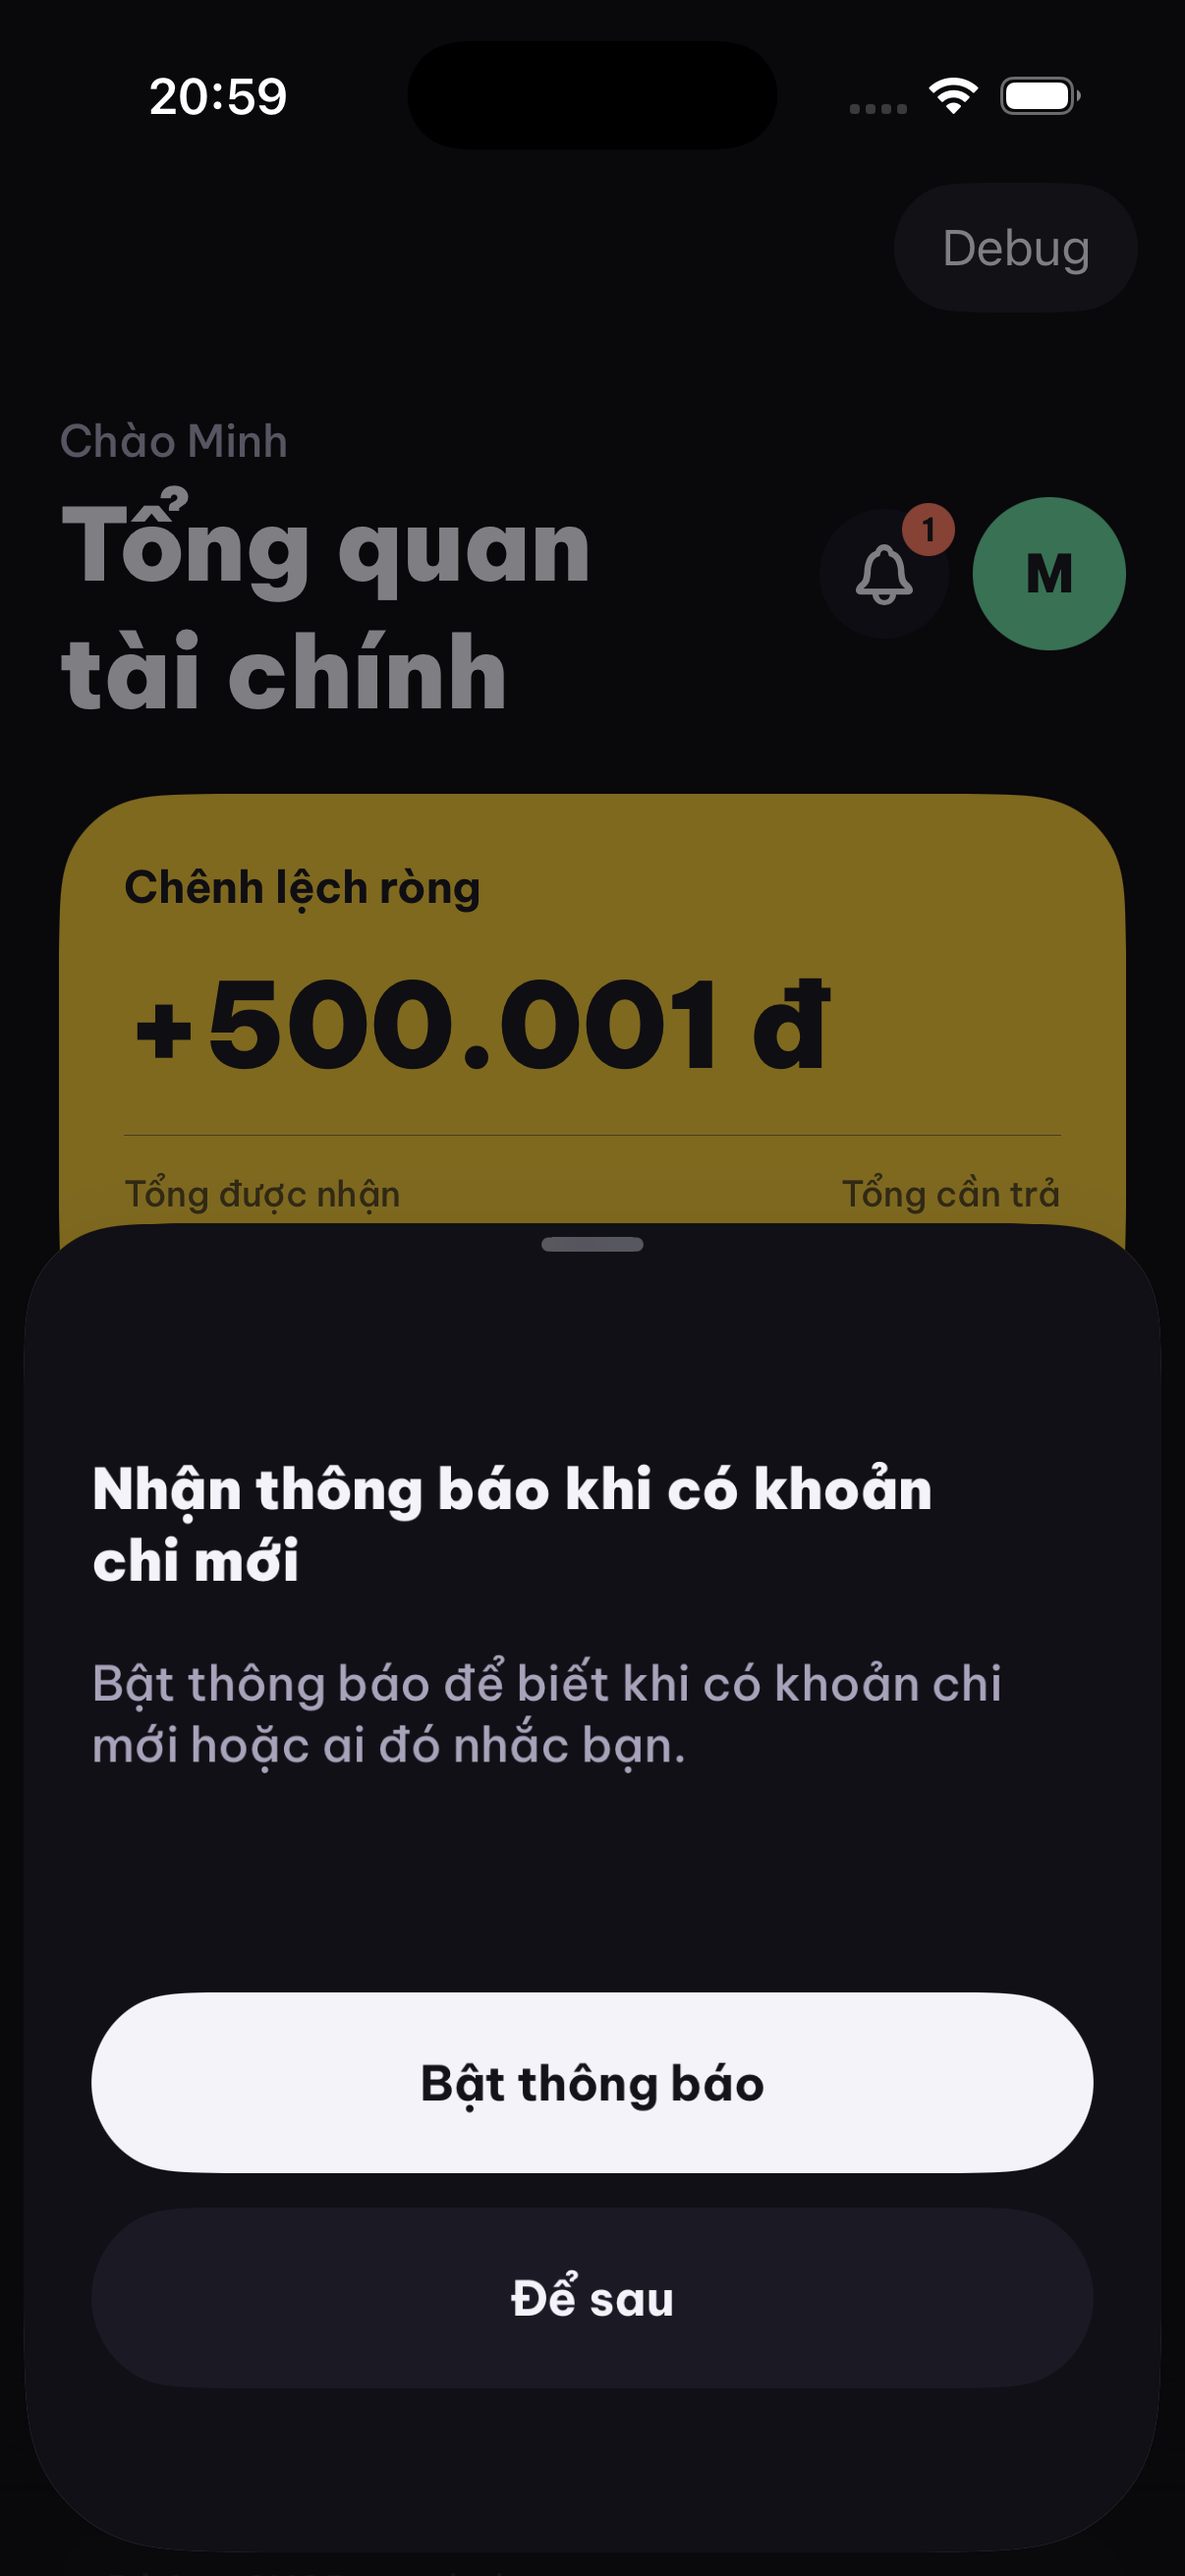 20:59
Debug
Chào Minh
Tổng quan
tài chính
1
M
Chênh lệch ròng
+500.001 đ
Tổng được nhận
Tổng cần trả
Nhận thông báo khi có khoản
chi mới
Bật thông báo để biết khi có khoản chi
mới hoặc ai đó nhắc bạn.
Bật thông báo
Để sau